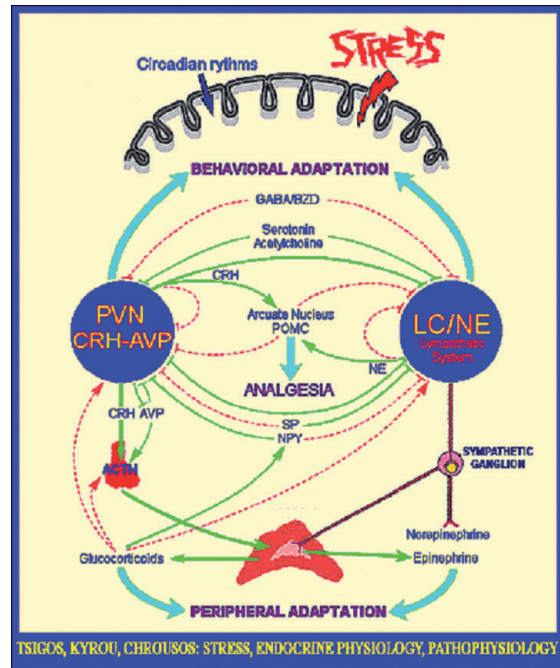 STRESS
Circadian rythms
BEHAVIORAL ADAPTATION
GABA/BZD
Serotonin
Acetylcholine
CRH
PVN
CRH-AVP
Arcuate Nucleus
POMC
LC/NE
Sympathetic
System
NE
ANALGESIA
CRH AVP
SP
NPY
ACTH
SYMPATHETIC
GANGLION
Norepinephrine
Glucocorticoids
Epinephrine
PERIPHERAL ADAPTATION
TSIGOS, KYROU, CHROUSOS: STRESS, ENDOCRINE PHYSIOLOGY, PATHOPHYSIOLOGY